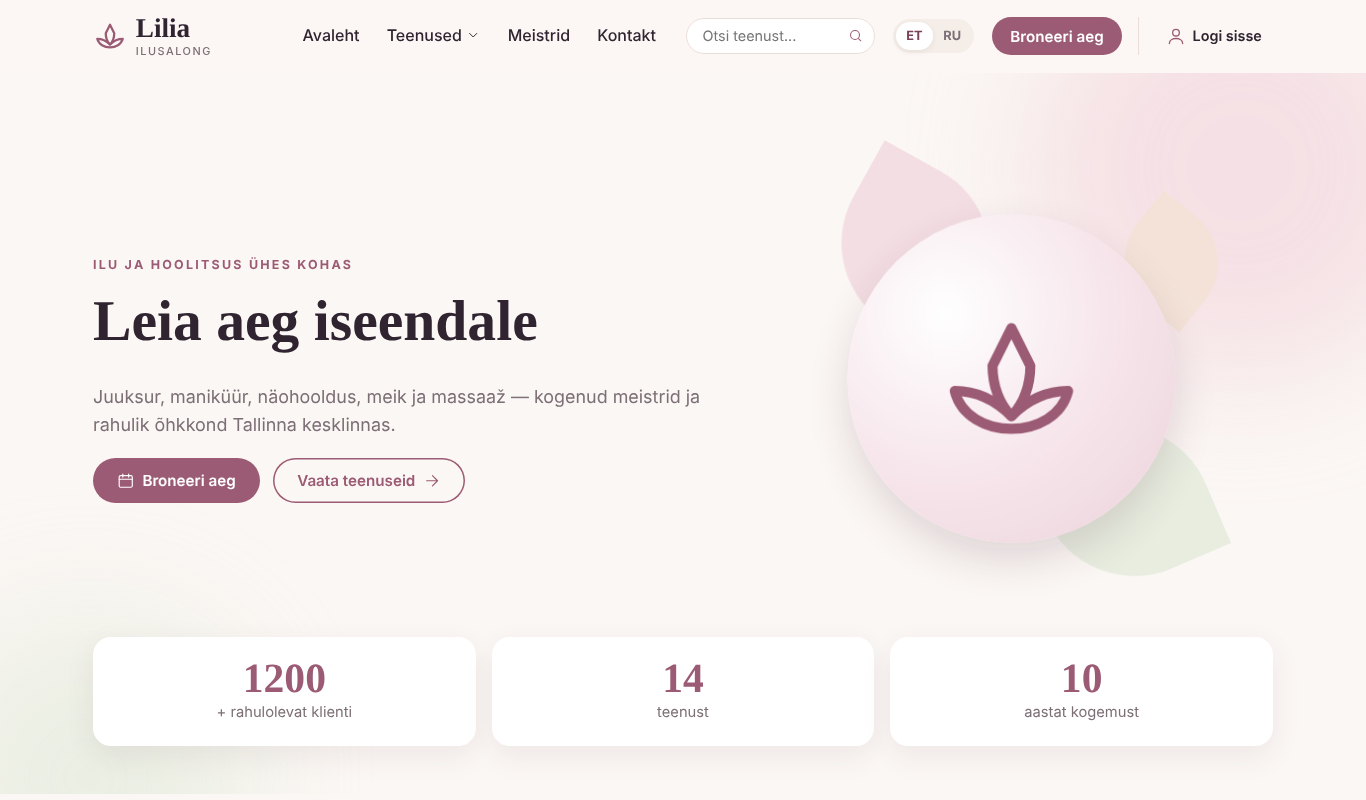 Lilia
ILUSALONG
Avaleht
Teenused
Meistrid
Kontakt
Otsi teenust...
ET
RU
Broneeri aeg
Logi sisse
ILU JA HOOLITSUS ÜHES KOHAS
Leia aeg iseendale
Juuksur, maniküür, näohooldus, meik ja massaaž — kogenud meistrid ja
rahulik õhkkond Tallinna kesklinnas.
Broneeri aeg
Vaata teenuseid
1200
+ rahulolevat klienti
14
teenust
10
aastat kogemust